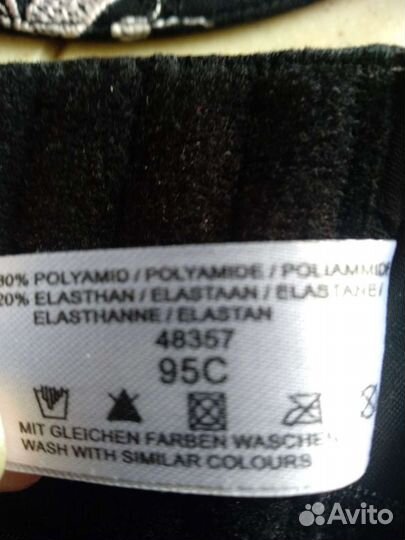 80% POLYAMID / POLYAMIDE / POLIAMMIDE
20% ELASTHAN / ELASTAAN / ELASTANE /
ELASTHANNE / ELASTAN
48357
95C
MIT GLEICHEN FARBEN WASCHEN
WASH WITH SIMILAR COLOURS
Avito